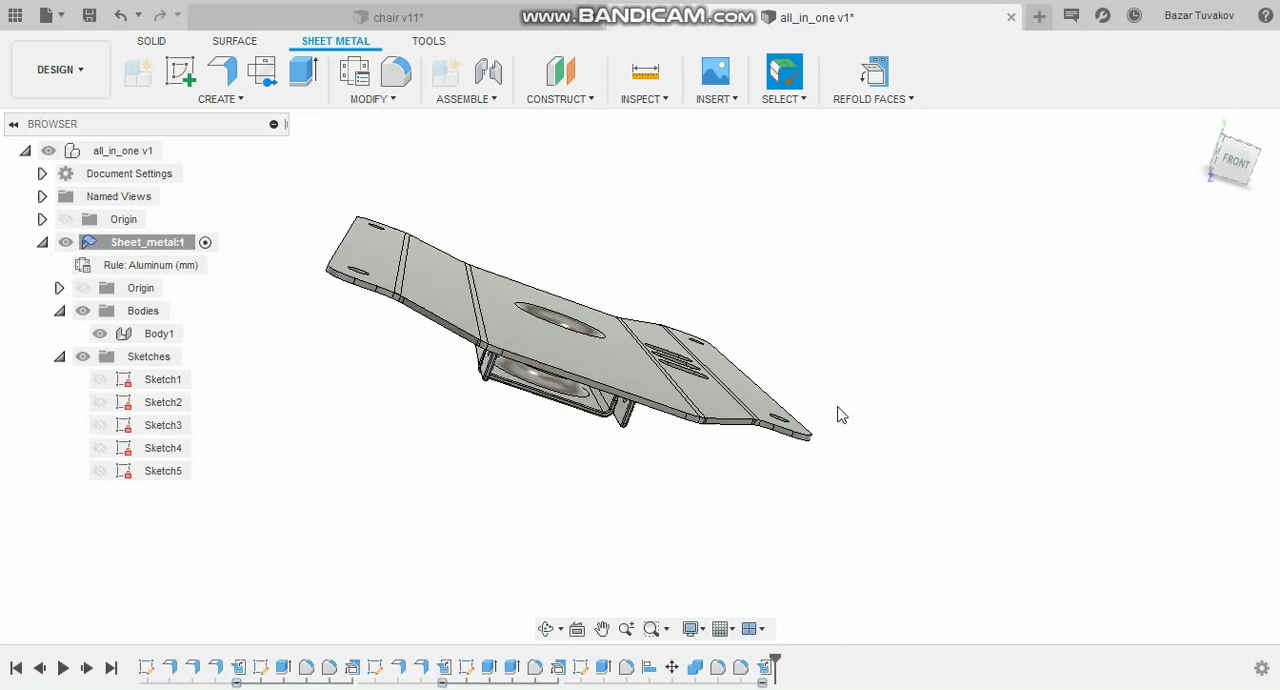 chair v11*
www.BANDICAM.com
all_in_one v1*
Bazar Tuvakov
SOLID
SURFACE
SHEET METAL
TOOLS
DESIGN
CREATE
MODIFY
ASSEMBLE
CONSTRUCT
INSPECT
INSERT
SELECT
REFOLD FACES
BROWSER
all_in_one v1
Document Settings
Named Views
Origin
Sheet_metal:1
Rule: Aluminum (mm)
Origin
Bodies
Body1
Sketches
Sketch1
Sketch2
Sketch3
Sketch4
Sketch5
Y
FRONT
Z